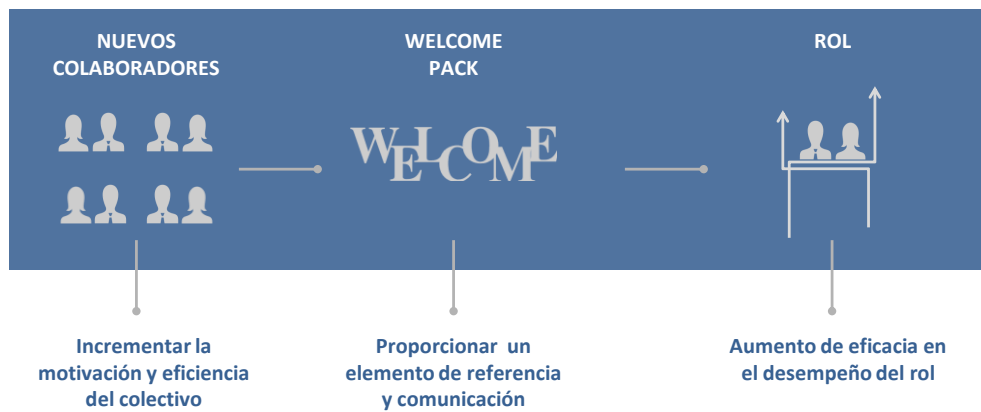 NUEVOS
COLABORADORES
WELCOME
PACK
ROL
WELCOME
Incrementar la
motivación y eficiencia
del colectivo
Proporcionar un
elemento de referencia
y comunicación
Aumento de eficacia en
el desempeño del rol